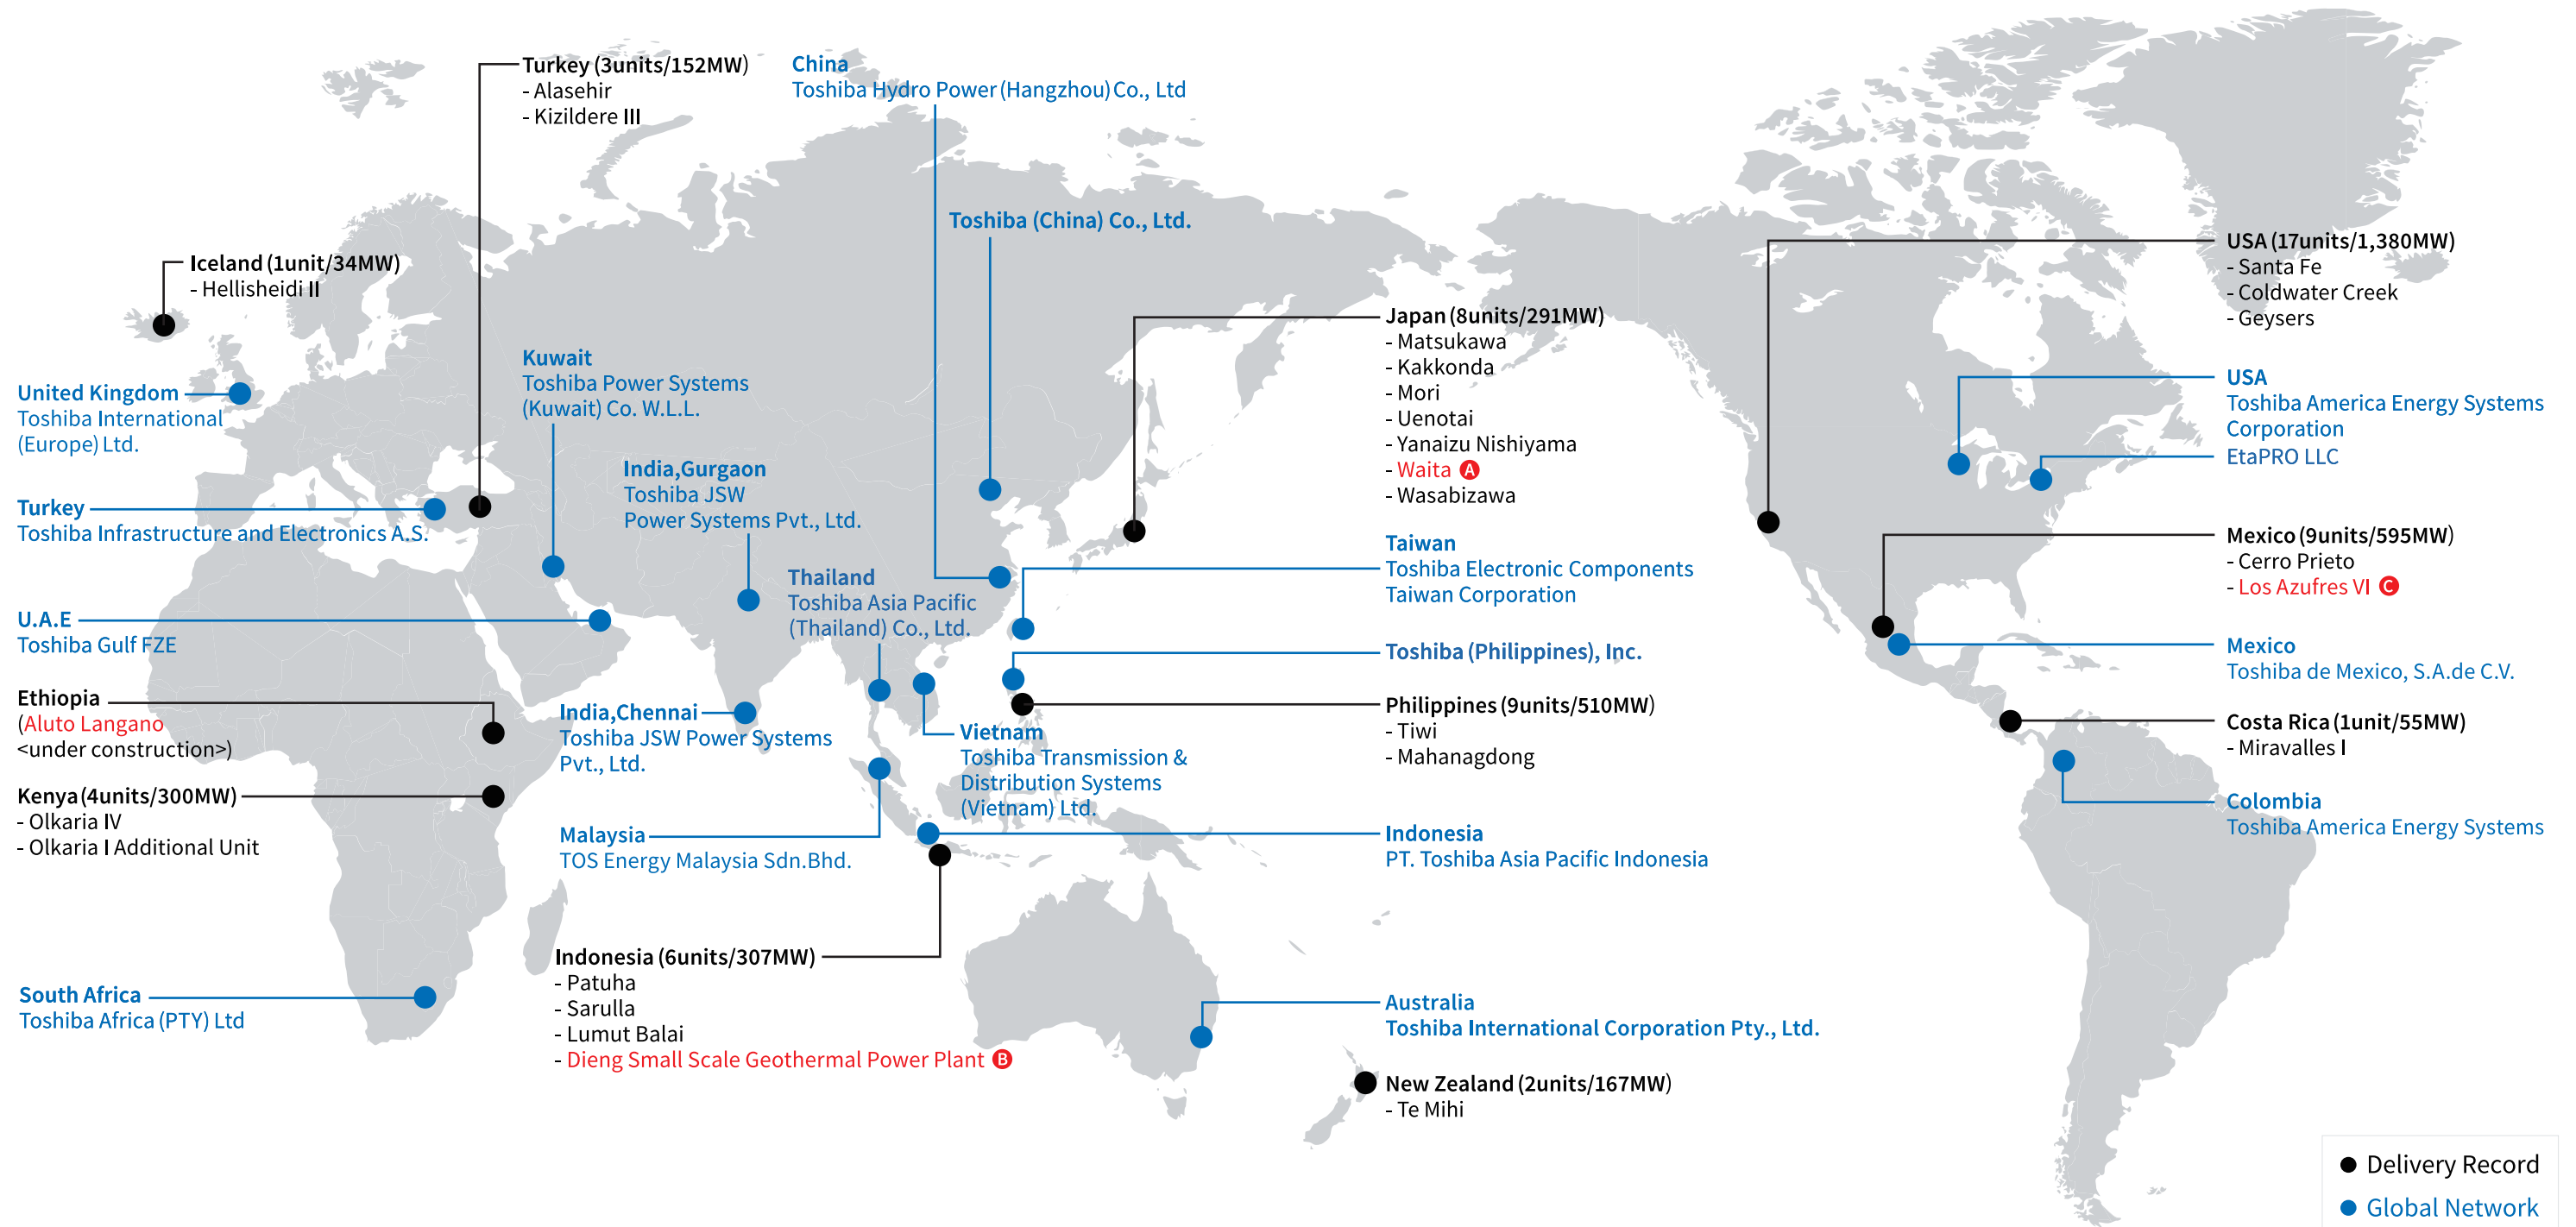 Turkey (3units/152MW)
- Alasehir
- Kizildere III
China
Toshiba Hydro Power (Hangzhou) Co., Ltd
Toshiba (China) Co., Ltd.
Iceland (1unit/34MW)
- Hellisheidi II
United Kingdom
Toshiba International
(Europe) Ltd.
Kuwait
Toshiba Power Systems
(Kuwait) Co. W.L.L.
India,Gurgaon
Toshiba JSW
Power Systems Pvt., Ltd.
Turkey
Toshiba Infrastructure and Electronics A.S.
Thailand
Toshiba Asia Pacific
(Thailand) Co., Ltd.
U.A.E
Toshiba Gulf FZE
Ethiopia
(Aluto Langano
<under construction>)
Kenya (4units/300MW)
- Olkaria IV
- Olkaria I Additional Unit
India,Chennai
Toshiba JSW Power Systems
Pvt., Ltd.
Vietnam
Toshiba Transmission &
Distribution Systems
(Vietnam) Ltd.
Malaysia
TOS Energy Malaysia Sdn.Bhd.
Indonesia (6units/307MW)
- Patuha
- Sarulla
- Lumut Balai
- Dieng Small Scale Geothermal Power Plant B
South Africa
Toshiba Africa (PTY) Ltd
Japan (8units/291MW)
- Matsukawa
- Kakkonda
- Mori
- Uenotai
- Yanaizu Nishiyama
- Waita A
- Wasabizawa
Taiwan
Toshiba Electronic Components
Taiwan Corporation
Toshiba (Philippines), Inc.
Philippines (9units/510MW)
- Tiwi
- Mahanagdong
Indonesia
PT. Toshiba Asia Pacific Indonesia
Australia
Toshiba International Corporation Pty., Ltd.
New Zealand (2units/167MW)
- Te Mihi
USA (17units/1,380MW)
- Santa Fe
- Coldwater Creek
- Geysers
USA
Toshiba America Energy Systems
Corporation
EtaPRO LLC
Mexico (9units/595MW)
- Cerro Prieto
- Los Azufres VI C
Mexico
Toshiba de Mexico, S.A.de C.V.
Costa Rica (1unit/55MW)
- Miravalles I
Colombia
Toshiba America Energy Systems
Delivery Record
Global Network